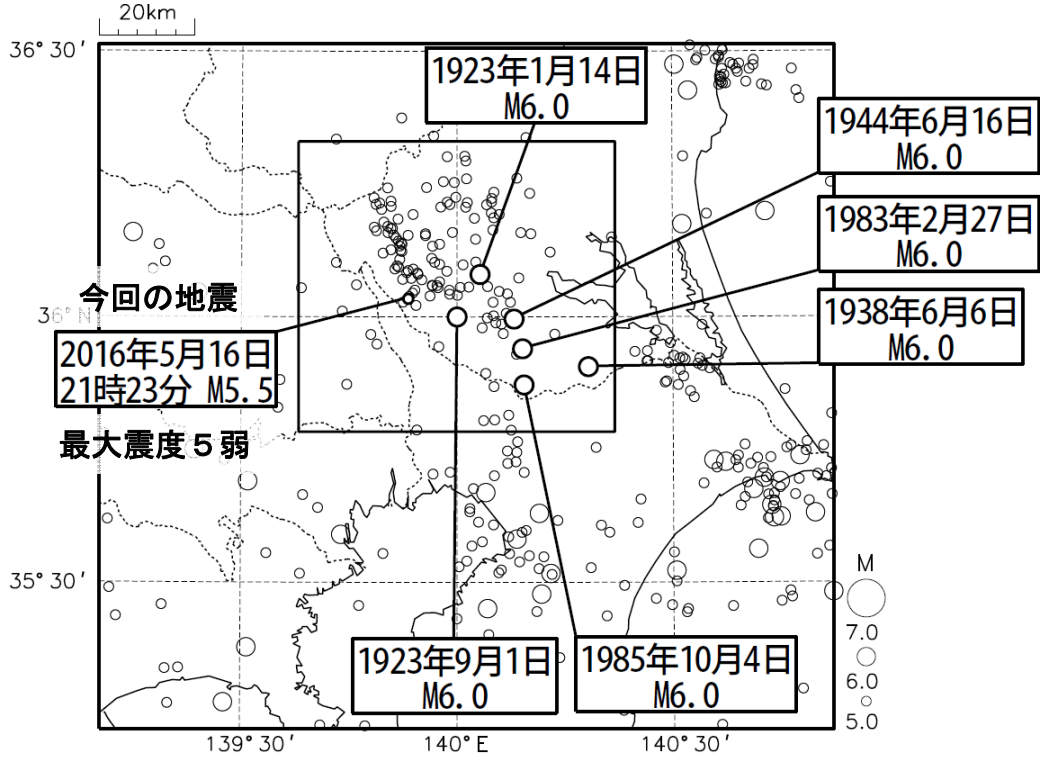 20km
36°30′
1923年1月14日
M6.0
1944年6月16日
M6.0
1983年2月27日
M6.0
今回の地震
36°N
1938年6月6日
M6.0
2016年5月16日
21時23分 M5.5
最大震度５弱
35°30′
M
7.0
6.0
5.0
1923年9月1日
M6.0
1985年10月4日
M6.0
139°30′
140°E
140°30′